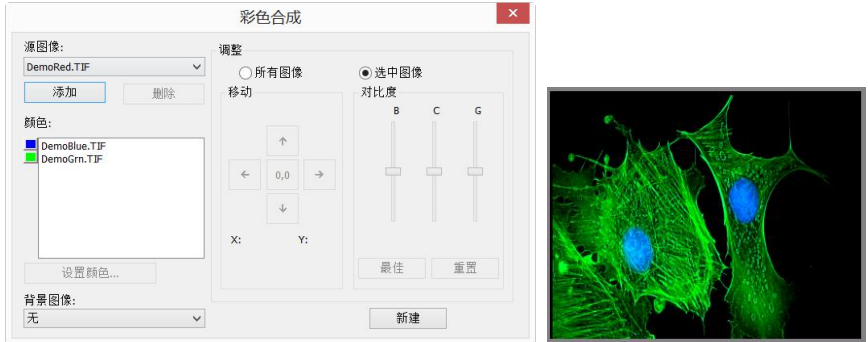 彩色合成
源图像:
DemoRed.TIF
添加
删除
颜色:
DemoBlue.TIF
DemoGrn.TIF
设置颜色...
背景图像:
无
调整
所有图像
选中图像
移动
0,0
X:
Y:
对比度
B
C
G
最佳
重置
新建